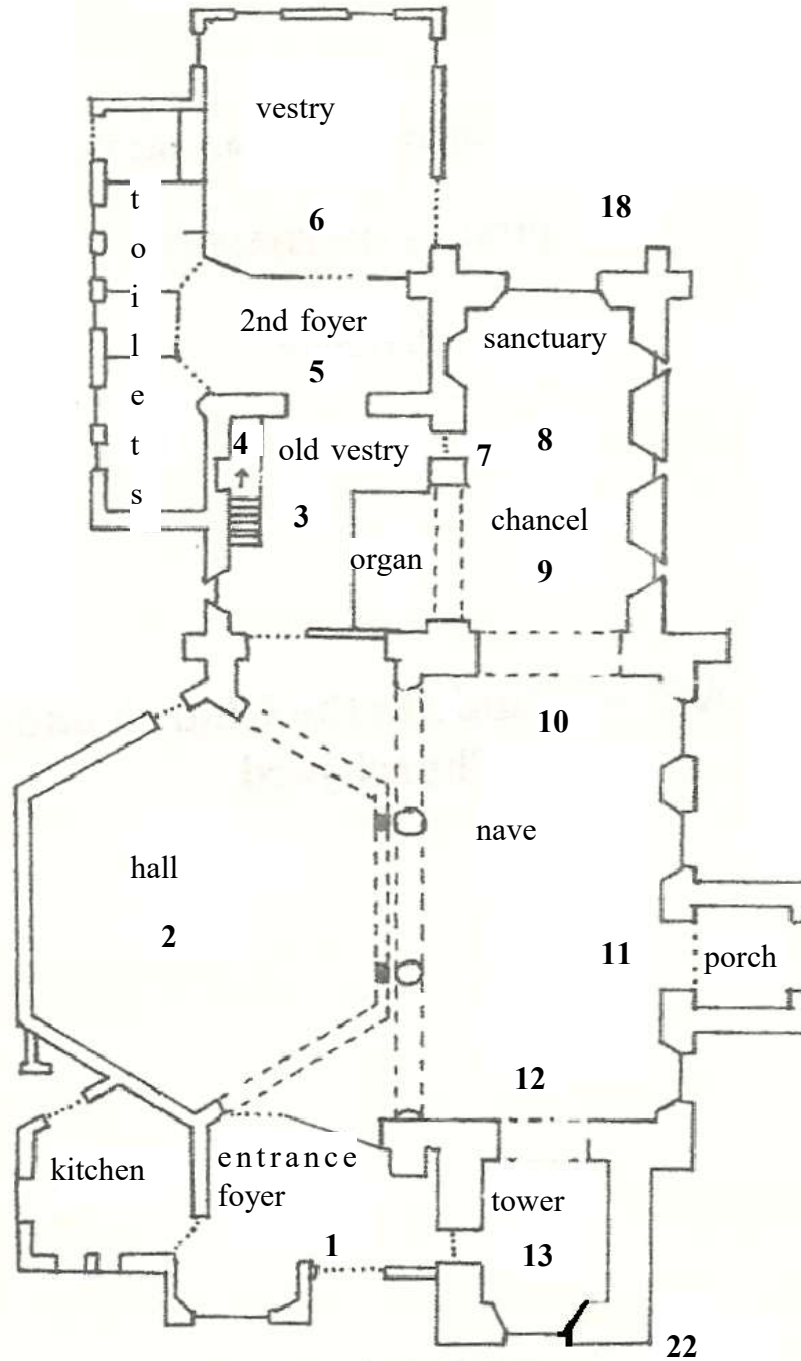 vestry
6
18
toilets
2nd foyer
5
sanctuary
4
old vestry
7
8
3
chancel
organ
9
10
nave
hall
2
11
porch
12
kitchen
entrance
foyer
tower
1
13
22